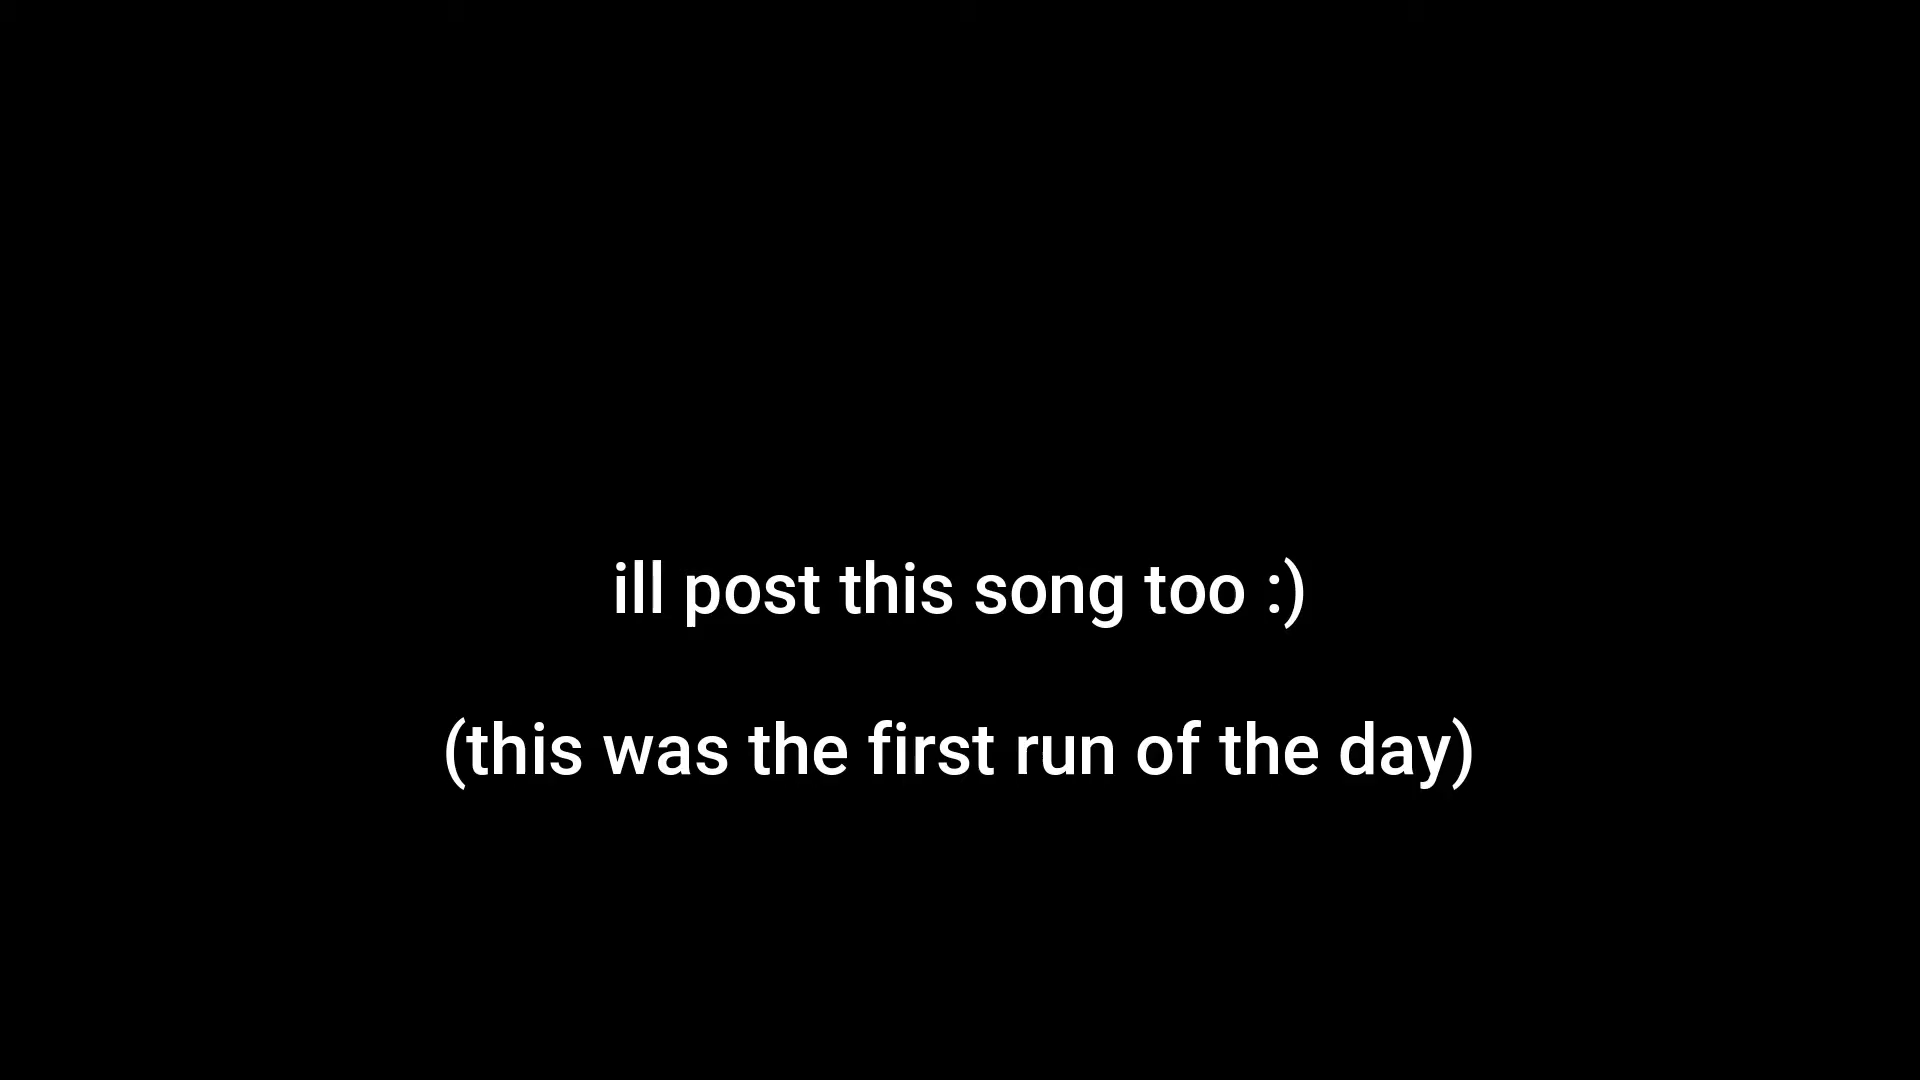 ill post this song too :)
(this was the first run of the day)